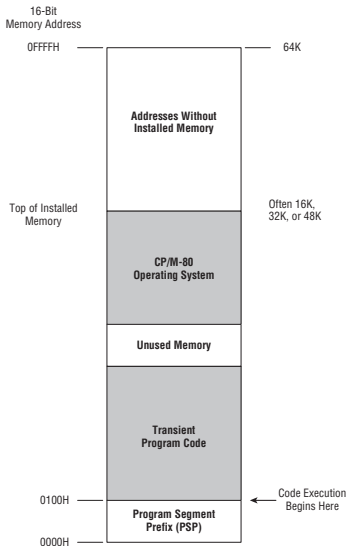 16-Bit
Memory Address
0FFFFH
64K
Addresses Without
Installed Memory
Top of Installed
Memory
Often 16K,
32K, or 48K
CP/M-80
Operating System
Unused Memory
Transient
Program Code
0100H
Code Execution
Begins Here
Program Segment
Prefix (PSP)
0000H